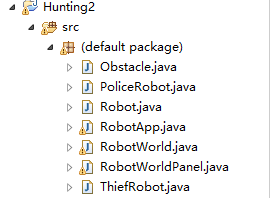 Hunting2
src
(default package)
Obstacle.java
PoliceRobot.java
Robot.java
RobotApp.java
RobotWorld.java
RobotWorldPanel.java
ThiefRobot.java